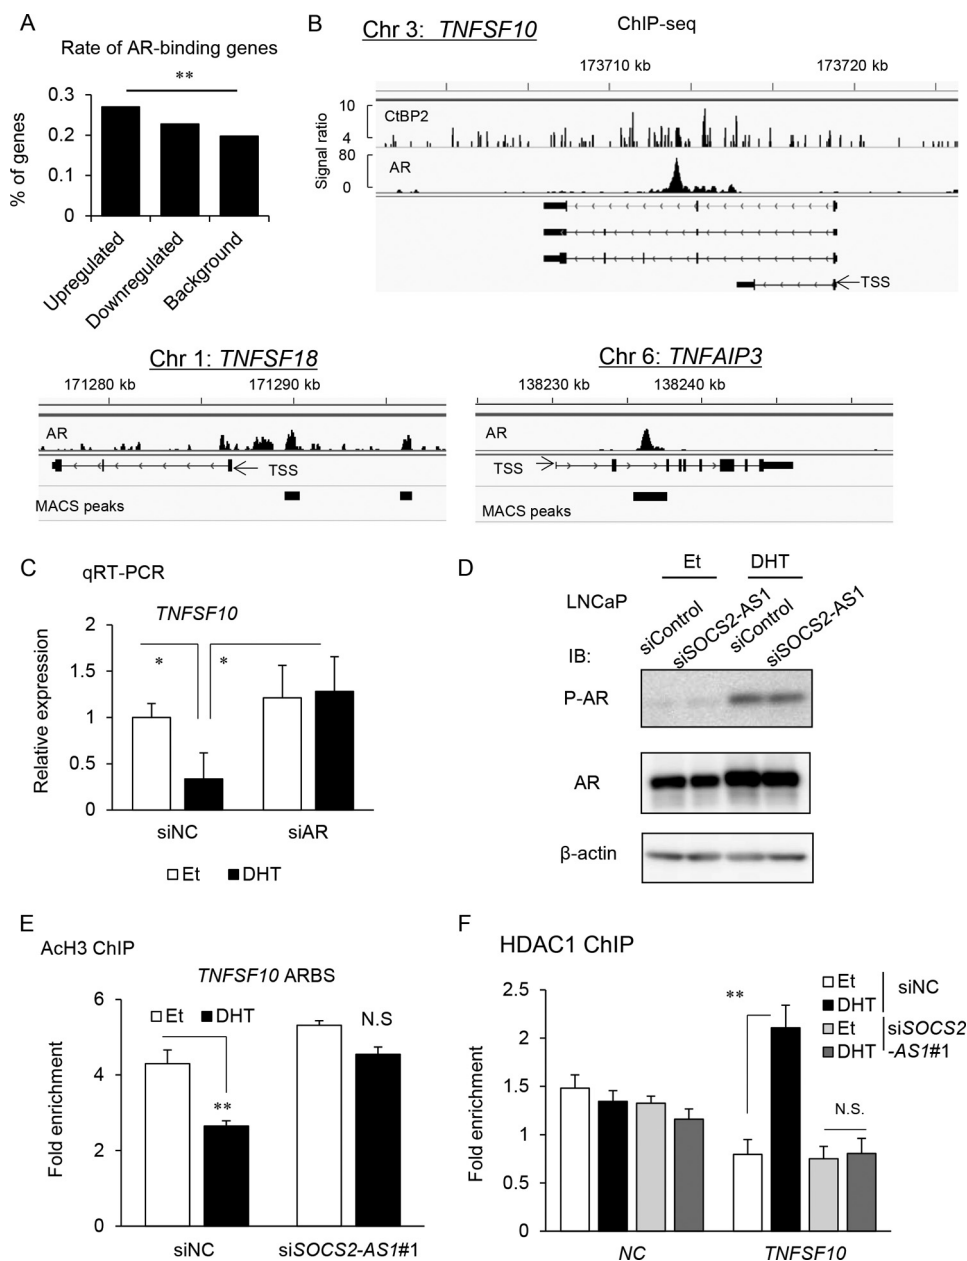 A
Rate of AR-binding genes
**
% of genes
0.3
0.2
0.1
0
Upregulated
Downregulated
Background
B
Chr 3: TNFSF10
ChIP-seq
173710 kb
173720 kb
Signal ratio
10
4
CtBP2
80
0
AR
TSS
Chr 1: TNFSF18
171280 kb
171290 kb
AR
TSS
MACS peaks
Chr 6: TNFAIP3
138230 kb
138240 kb
AR
TSS
MACS peaks
C
qRT-PCR
TNFSF10
Relative expression
2
1.5
1
0.5
0
*
*
siNC
siAR
Et
DHT
D
Et
DHT
LNCaP
siControl
siSOCS2-AS1
siControl
siSOCS2-AS1
IB:
P-AR
AR
β-actin
E
AcH3 ChIP
TNFSF10 ARBS
Fold enrichment
6
4
2
0
Et
DHT
N.S
**
siNC
siSOCS2-AS1#1
F
HDAC1 ChIP
Fold enrichment
2.5
2
1.5
1
0.5
0
**
N.S.
Et
DHT
siNC
Et
DHT
siSOCS2
-AS1#1
NC
TNFSF10